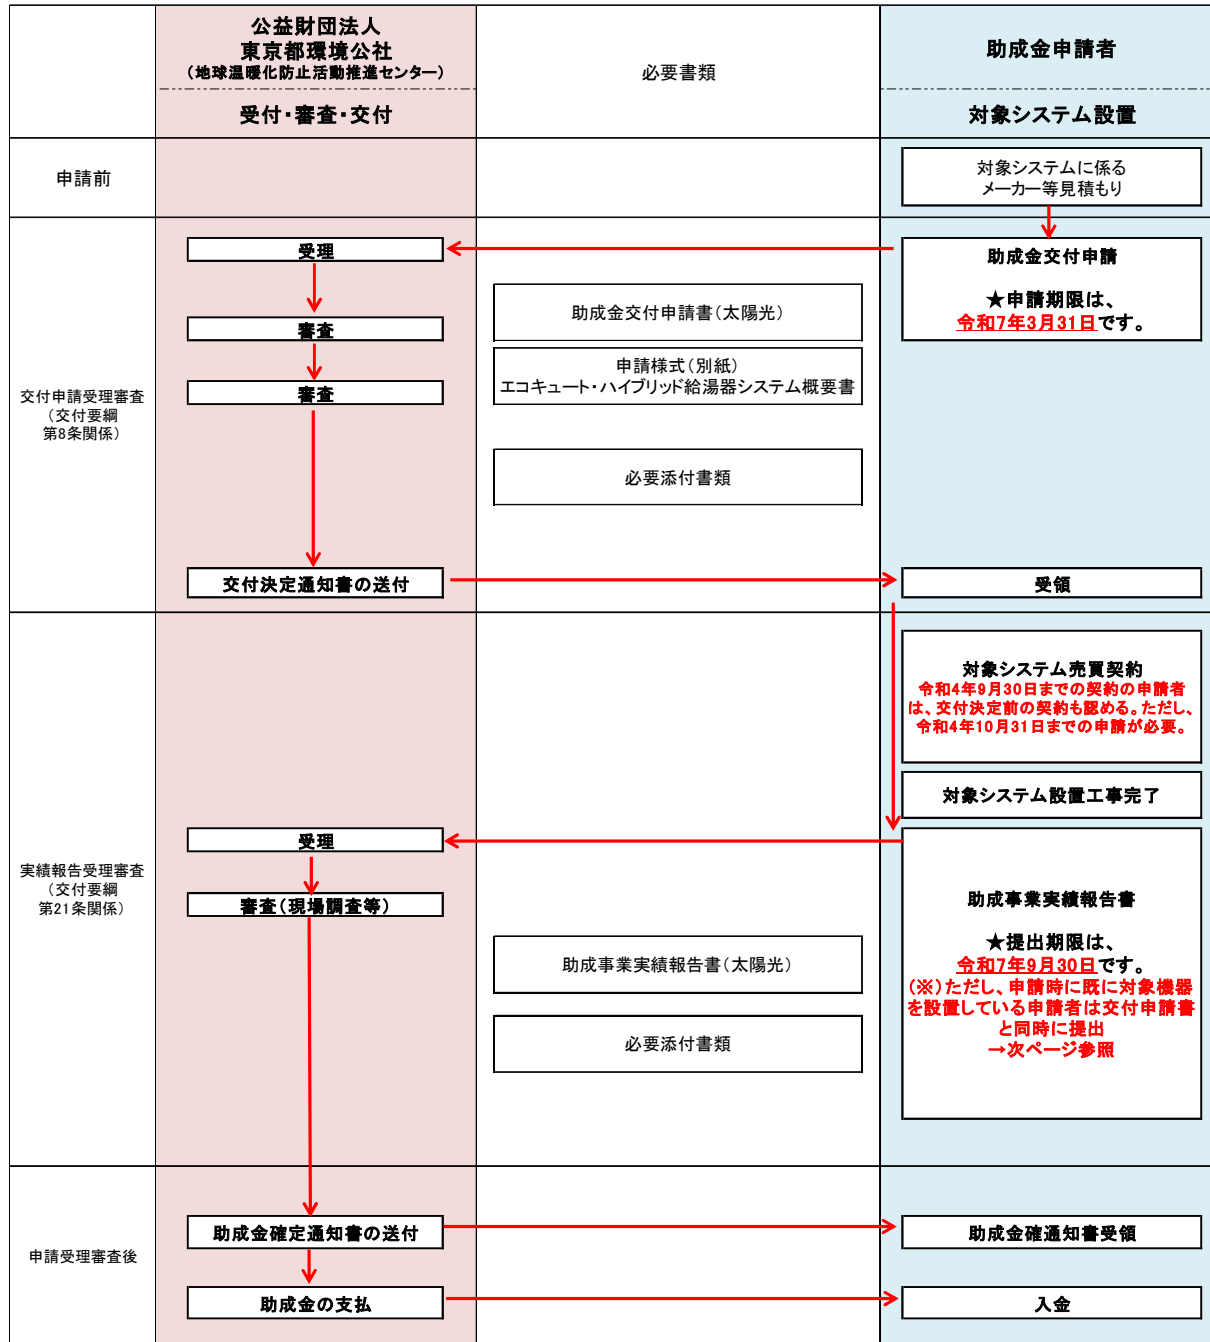 公益財団法人
東京都環境公社
（地球温暖化防止活動推進センター）
受付・審査・交付
必要書類
助成金申請者
対象システム設置
申請前
対象システムに係る
メーカー等見積もり
交付申請受理審査
（交付要綱
第8条関係）
受理
審査
審査
交付決定通知書の送付
助成金交付申請書（太陽光）
申請様式（別紙）
エコキュート・ハイブリッド給湯器システム概要書
必要添付書類
助成金交付申請
★申請期限は、
令和7年3月31日です。
受領
実績報告受理審査
（交付要綱
第21条関係）
受理
審査（現場調査等）
助成事業実績報告書（太陽光）
必要添付書類
対象システム売買契約
令和4年9月30日までの契約の申請者
は、交付決定前の契約も認める。ただし、
令和4年10月31日までの申請が必要。
対象システム設置工事完了
助成事業実績報告書
★提出期限は、
令和7年9月30日です。
（※）ただし、申請時に既に対象機器
を設置している申請者は交付申請書
と同時に提出
→次ページ参照
申請受理審査後
助成金確定通知書の送付
助成金確通知書受領
助成金の支払
入金